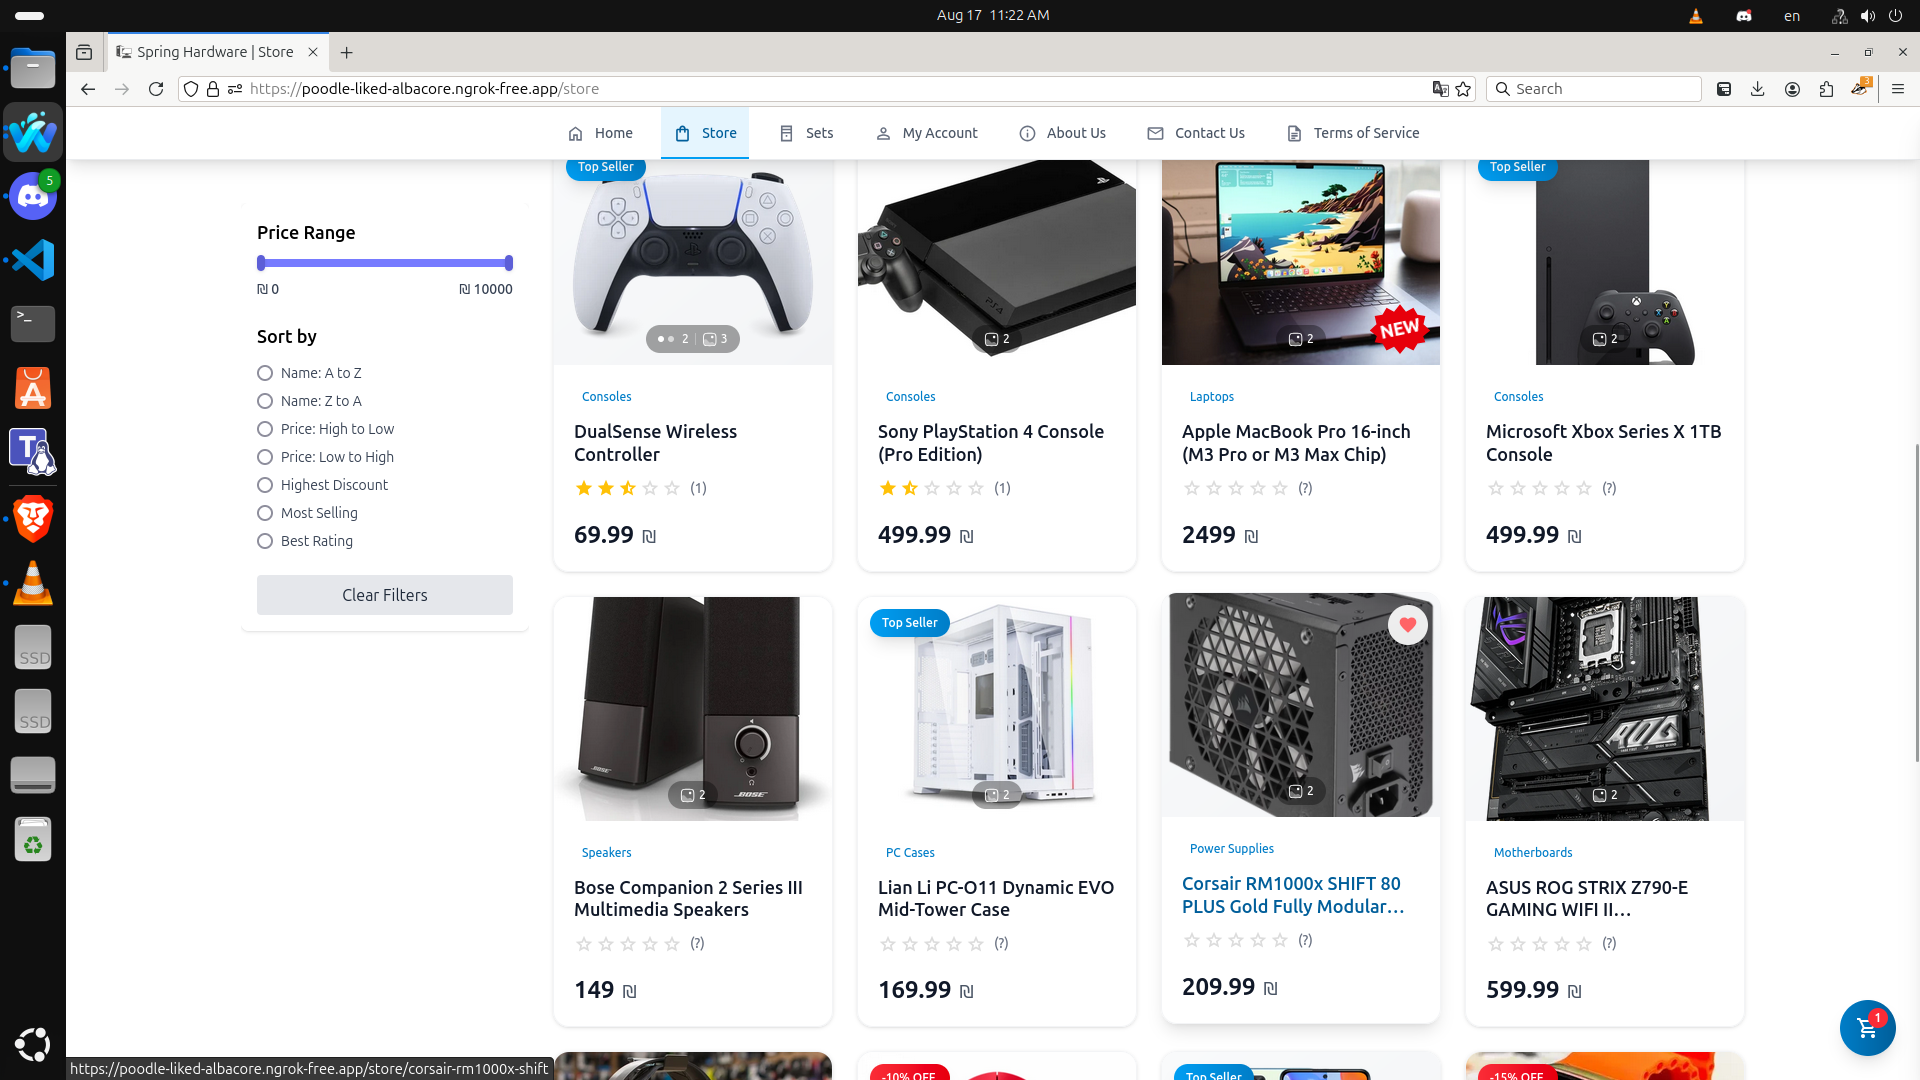 Aug 17 11:22 AM
en
Spring Hardware | Store
https://poodle-liked-albacore.ngrok-free.app/store
Search
3
5
Home
Store
Sets
My Account
About Us
Contact Us
Terms of Service
Price Range
₪ 0
₪ 10000
Sort by
Name: A to Z
Name: Z to A
Price: High to Low
Price: Low to High
Highest Discount
Most Selling
Best Rating
Clear Filters
Top Seller
2
3
Consoles
DualSense Wireless
Controller
(1)
69.99 ₪
PS4
2
Consoles
Sony PlayStation 4 Console
(Pro Edition)
(1)
499.99 ₪
2
NEW
Laptops
Apple MacBook Pro 16-inch
(M3 Pro or M3 Max Chip)
(?)
2499 ₪
Top Seller
2
Consoles
Microsoft Xbox Series X 1TB
Console
(?)
499.99 ₪
BOSE
BOSE
2
Speakers
Bose Companion 2 Series III
Multimedia Speakers
(?)
149 ₪
Top Seller
2
PC Cases
Lian Li PC-O11 Dynamic EVO
Mid-Tower Case
(?)
169.99 ₪
2
Power Supplies
Corsair RM1000x SHIFT 80
PLUS Gold Fully Modular…
(?)
209.99 ₪
ROG
2
Motherboards
ASUS ROG STRIX Z790-E
GAMING WIFI II…
(?)
599.99 ₪
-10% OFF
Top Seller
-15% OFF
1
SSD
SSD
https://poodle-liked-albacore.ngrok-free.app/store/corsair-rm1000x-shift